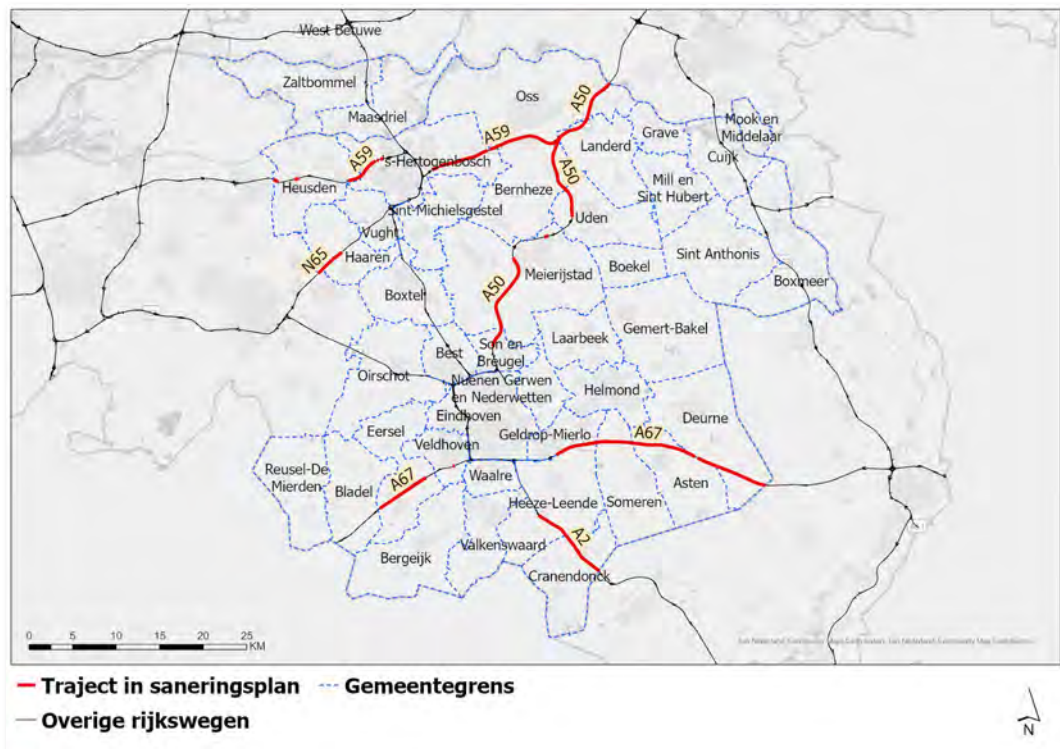 West Betuwe
Zaltbommel
Oss
A50
Maasdriel
Mook en
Middelaar
Grave
A59
Landerd
Cuijk
A59
's-Hertogenbosch
A50
Heusden
Bernheze
Mill en
Sint Hubert
Sint-Michielsgestel
Uden
Vught
N65
Haaren
Sint Anthonis
Meierijstad
Boekel
Boxmeer
A50
Boxtel
Gemert-Bakel
Laarbeek
Son en
Breugel
Best
Oirschot
Nuenen Gerwen
en Nederwetten
Helmond
Eindhoven
Deurne
Eersel
Geldrop-Mierlo
A67
Veldhoven
Reusel-De
Mierden
Bladel
A67
Waalre
Asten
Heeze-Leende
Someren
A2
Valkenswaard
Bergeijk
Cranendonck
0 5 10 15 20 25
KM
Traject in saneringsplan
Gemeentegrens
Overige rijkswegen
N